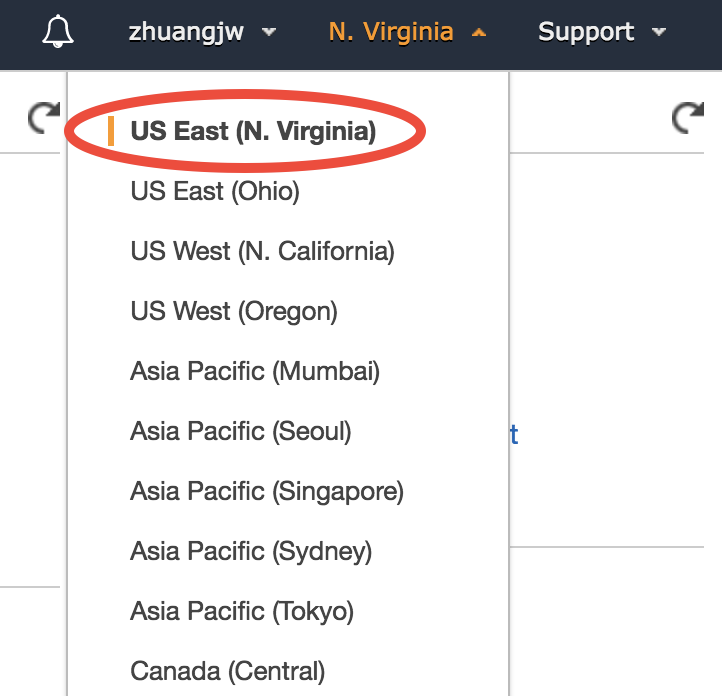 zhuangjw N. Virginia Support
US East (N. Virginia)
US East (Ohio)
US West (N. California)
US West (Oregon)
Asia Pacific (Mumbai)
Asia Pacific (Seoul)
t
Asia Pacific (Singapore)
Asia Pacific (Sydney)
Asia Pacific (Tokyo)
Canada (Central)